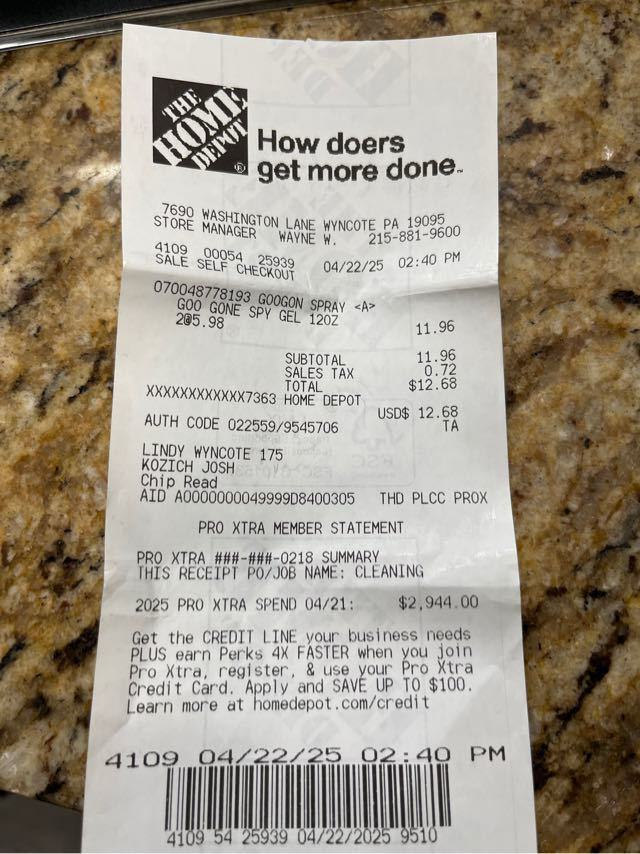 THE
HOME
DEPOT
®
How doers
get more done™
7690 WASHINGTON LANE WYNCOTE PA 19095
STORE MANAGER WAYNE W. 215-881-9600
4109 00054 25939 04/22/25 02:40 PM
SALE SELF CHECKOUT
070048778193 GOOGON SPRAY <A>
GOO GONE SPY GEL 12OZ
2@5.98 11.96
SUBTOTAL 11.96
SALES TAX 0.72
TOTAL $12.68
XXXXXXXXXXXX7363 HOME DEPOT
USD$ 12.68
AUTH CODE 022559/9545706 TA
LINDY WYNCOTE 175
KOZICH JOSH
Chip Read
AID A0000000049999D8400305 THD PLCC PROX
PRO XTRA MEMBER STATEMENT
PRO XTRA ###-###-0218 SUMMARY
THIS RECEIPT PO/JOB NAME: CLEANING
2025 PRO XTRA SPEND 04/21: $2,944.00
Get the CREDIT LINE your business needs
PLUS earn Perks 4X FASTER when you join
Pro Xtra, register, & use your Pro Xtra
Credit Card. Apply and SAVE UP TO $100.
Learn more at homedepot.com/credit
4109 04/22/25 02:40 PM
4109 54 25939 04/22/2025 9510